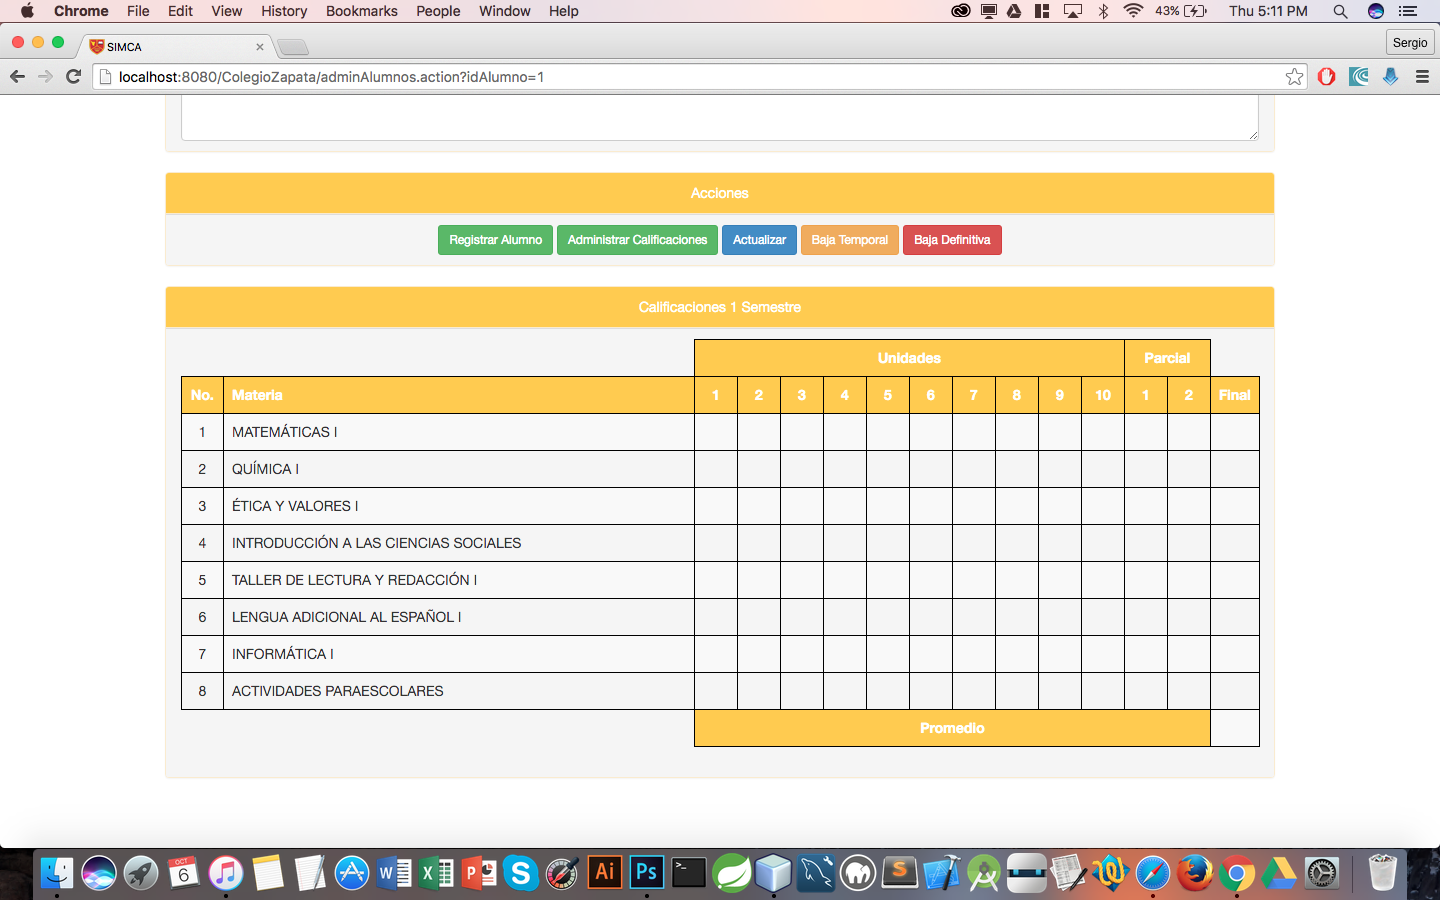 Chrome File Edit View History Bookmarks People Window Help 43% Thu 5:11 PM
SIMCA Sergio
localhost:8080/ColegioZapata/adminAlumnos.action?idAlumno=1
Acciones
Registrar Alumno Administrar Calificaciones Actualizar Baja Temporal Baja Definitiva
Calificaciones 1 Semestre
Unidades Parcial
No. Materia 1 2 3 4 5 6 7 8 9 10 1 2 Final
1 MATEMÁTICAS I
2 QUÍMICA I
3 ÉTICA Y VALORES I
4 INTRODUCCIÓN A LAS CIENCIAS SOCIALES
5 TALLER DE LECTURA Y REDACCIÓN I
6 LENGUA ADICIONAL AL ESPAÑOL I
7 INFORMÁTICA I
8 ACTIVIDADES PARAESCOLARES
Promedio
OCT
6
W X P S Ai Ps >_ S